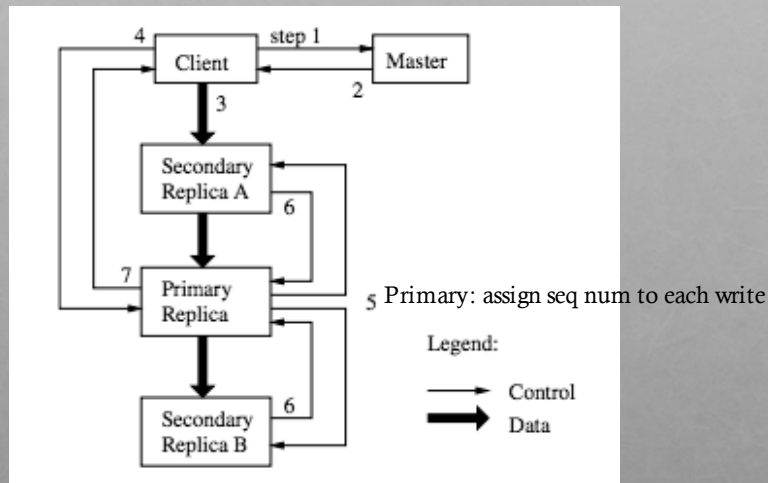 4
step 1
Client
Master
2
3
Secondary
Replica A
6
7
Primary
Replica
5 Primary: assign seq num to each write
Legend:
Control
Data
6
Secondary
Replica B